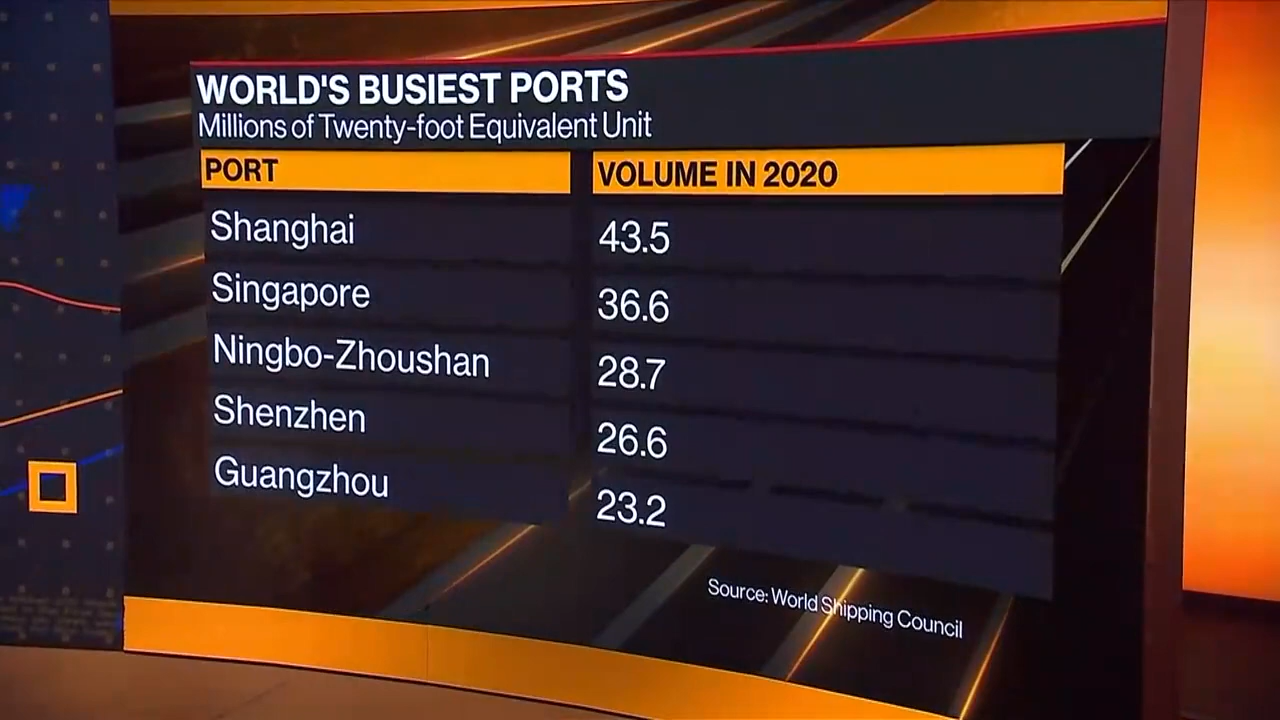 WORLD'S BUSIEST PORTS
Millions of Twenty-foot Equivalent Unit
PORT VOLUME IN 2020
Shanghai 43.5
Singapore 36.6
Ningbo-Zhoushan 28.7
Shenzhen 26.6
Guangzhou 23.2
Source: World Shipping Council